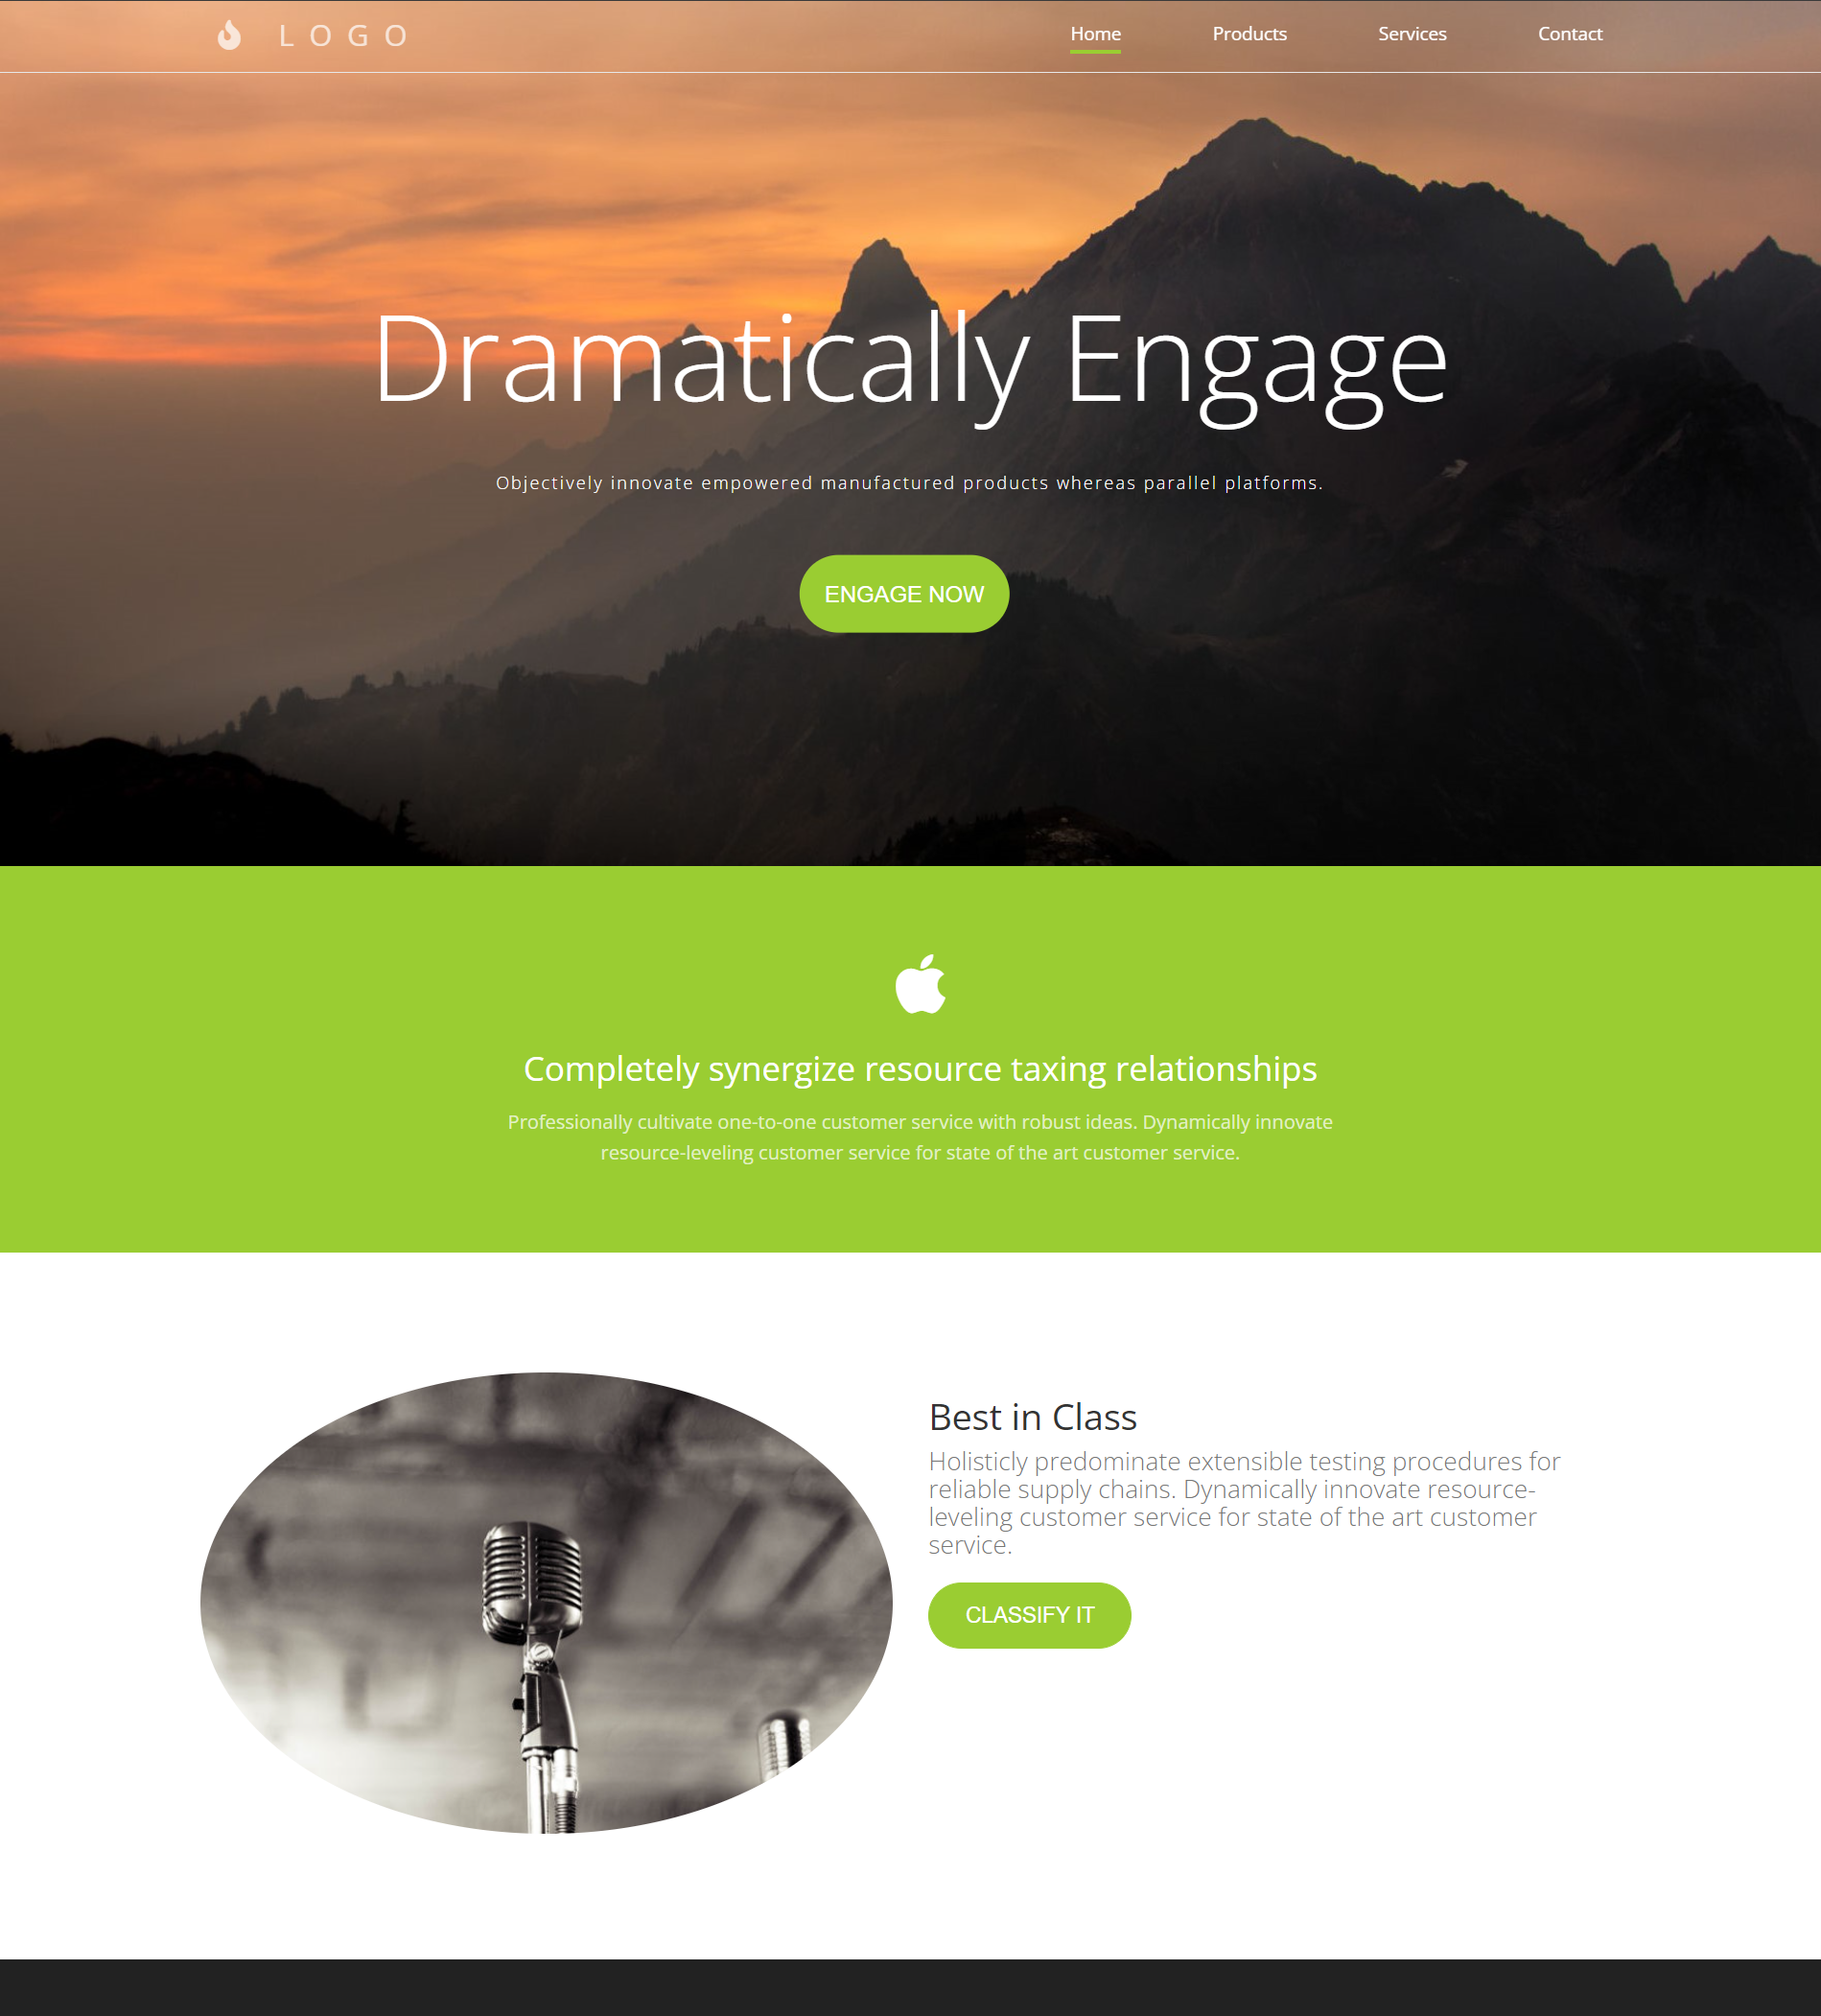 LOGO
Home Products Services Contact
Dramatically Engage
Objectively innovate empowered manufactured products whereas parallel platforms.
ENGAGE NOW
Completely synergize resource taxing relationships
Professionally cultivate one-to-one customer service with robust ideas. Dynamically innovate
resource-leveling customer service for state of the art customer service.
Best in Class
Holisticly predominate extensible testing procedures for
reliable supply chains. Dynamically innovate resource-
leveling customer service for state of the art customer
service.
CLASSIFY IT